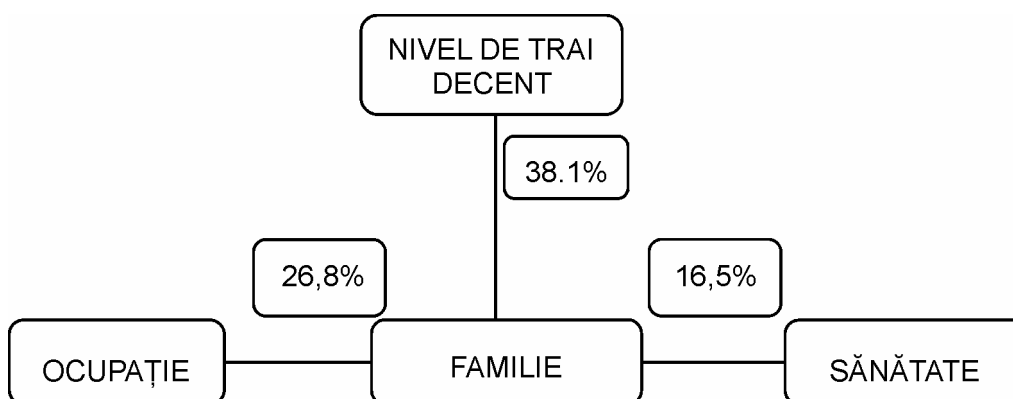 NIVEL DE TRAI
DECENT
38.1%
26,8%
16,5%
OCUPAȚIE
FAMILIE
SĂNĂTATE